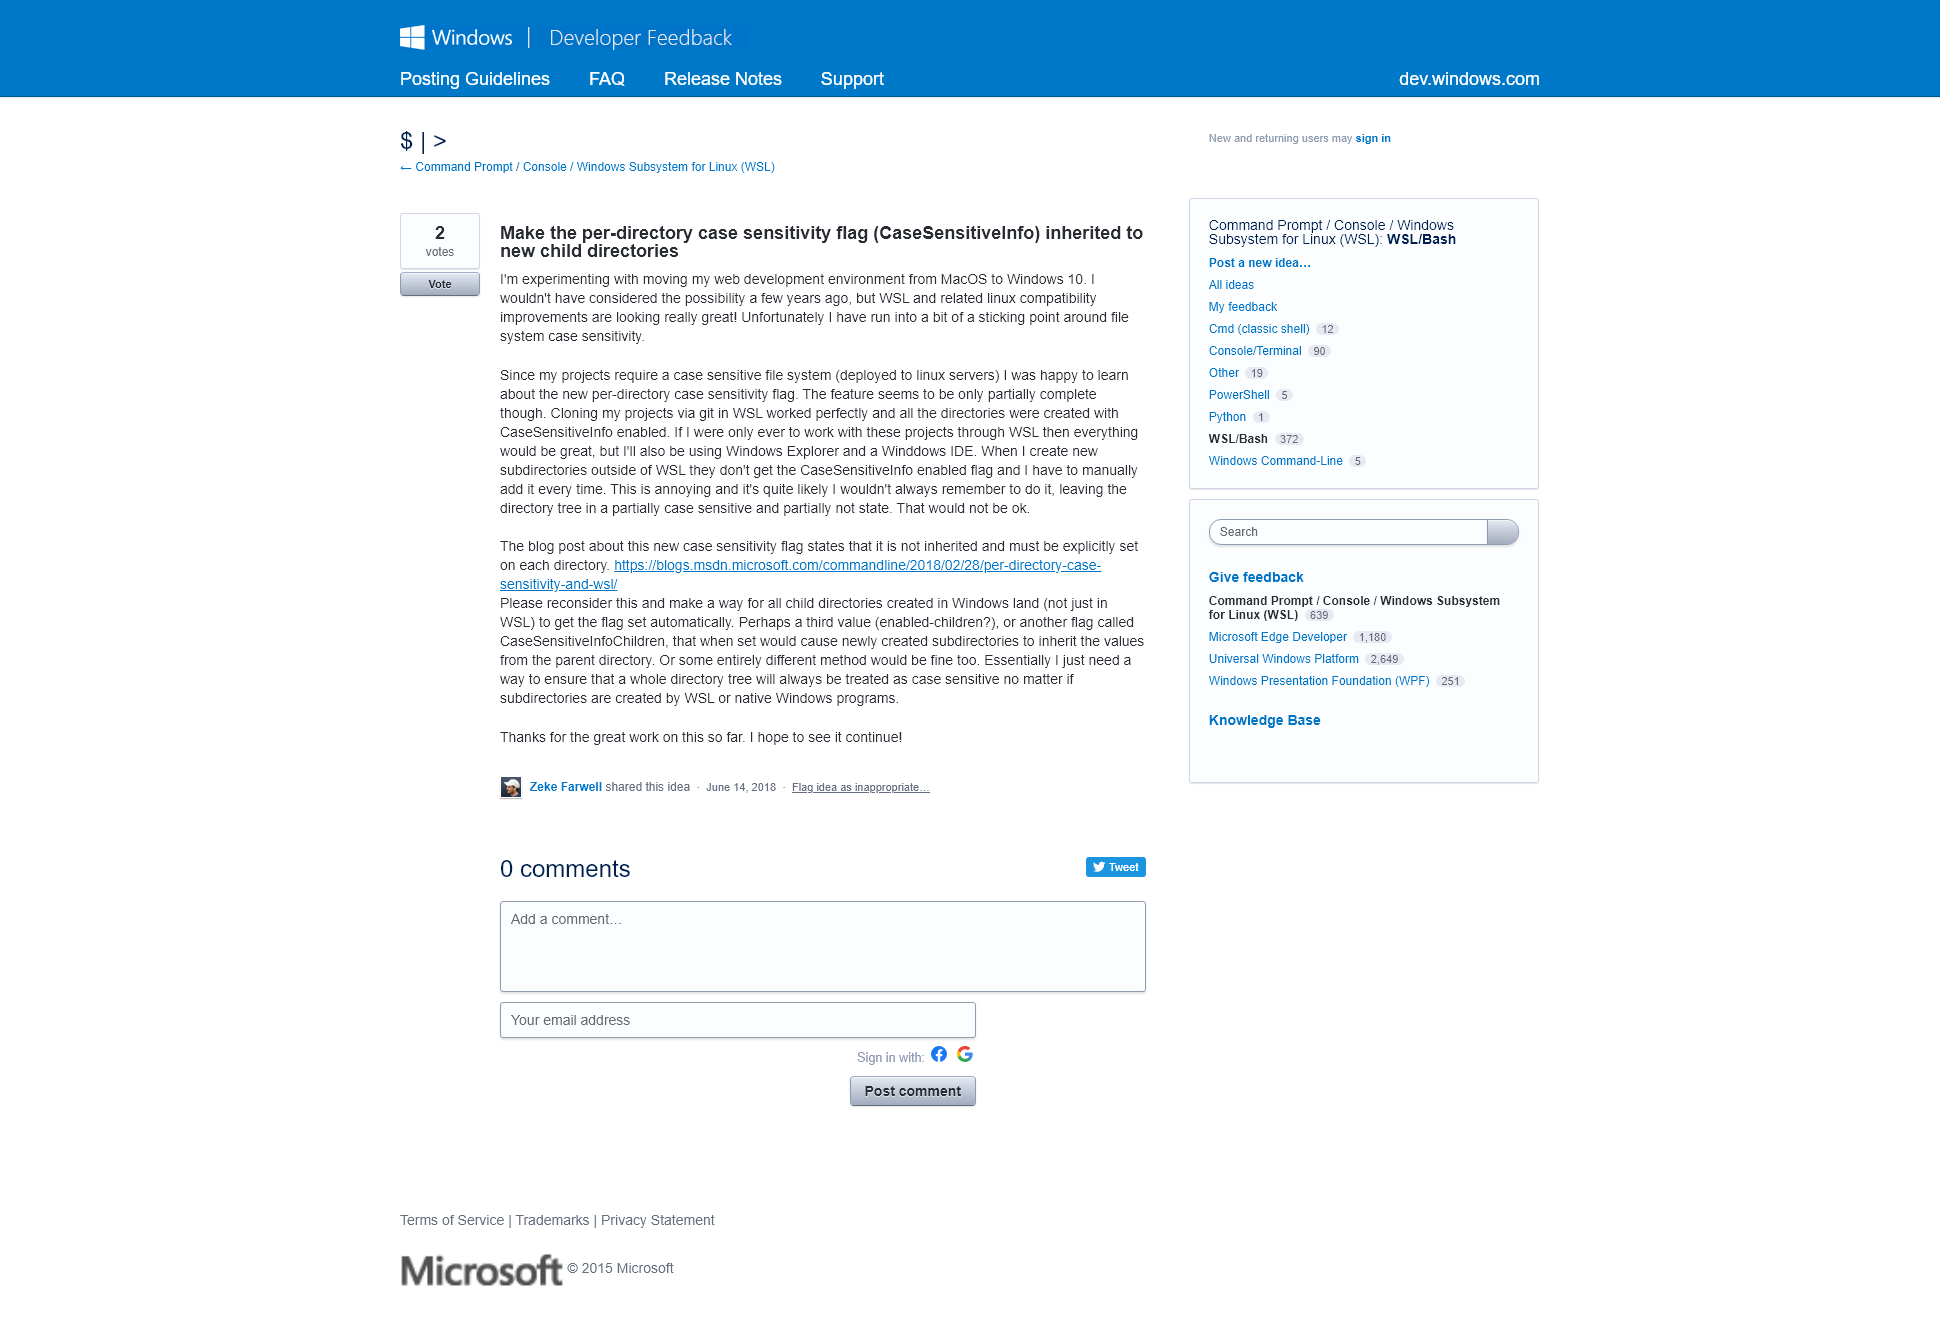 Windows | Developer Feedback
Posting Guidelines FAQ Release Notes Support dev.windows.com
$ | >
← Command Prompt / Console / Windows Subsystem for Linux (WSL)
New and returning users may sign in
2
votes
Vote
Make the per-directory case sensitivity flag (CaseSensitiveInfo) inherited to
new child directories
I'm experimenting with moving my web development environment from MacOS to Windows 10. I
wouldn't have considered the possibility a few years ago, but WSL and related linux compatibility
improvements are looking really great! Unfortunately I have run into a bit of a sticking point around file
system case sensitivity.
Since my projects require a case sensitive file system (deployed to linux servers) I was happy to learn
about the new per-directory case sensitivity flag. The feature seems to be only partially complete
though. Cloning my projects via git in WSL worked perfectly and all the directories were created with
CaseSensitiveInfo enabled. If I were only ever to work with these projects through WSL then everything
would be great, but I'll also be using Windows Explorer and a Winddows IDE. When I create new
subdirectories outside of WSL they don't get the CaseSensitiveInfo enabled flag and I have to manually
add it every time. This is annoying and it's quite likely I wouldn't always remember to do it, leaving the
directory tree in a partially case sensitive and partially not state. That would not be ok.
The blog post about this new case sensitivity flag states that it is not inherited and must be explicitly set
on each directory. https://blogs.msdn.microsoft.com/commandline/2018/02/28/per-directory-case-
sensitivity-and-wsl/
Please reconsider this and make a way for all child directories created in Windows land (not just in
WSL) to get the flag set automatically. Perhaps a third value (enabled-children?), or another flag called
CaseSensitiveInfoChildren, that when set would cause newly created subdirectories to inherit the values
from the parent directory. Or some entirely different method would be fine too. Essentially I just need a
way to ensure that a whole directory tree will always be treated as case sensitive no matter if
subdirectories are created by WSL or native Windows programs.
Thanks for the great work on this so far. I hope to see it continue!
Zeke Farwell shared this idea · June 14, 2018 · Flag idea as inappropriate…
0 comments
Tweet
Add a comment…
Your email address
Sign in with:
Post comment
Command Prompt / Console / Windows
Subsystem for Linux (WSL): WSL/Bash
Post a new idea…
All ideas
My feedback
Cmd (classic shell) 12
Console/Terminal 90
Other 19
PowerShell 5
Python 1
WSL/Bash 372
Windows Command-Line 5
Search
Give feedback
Command Prompt / Console / Windows Subsystem
for Linux (WSL) 639
Microsoft Edge Developer 1,180
Universal Windows Platform 2,649
Windows Presentation Foundation (WPF) 251
Knowledge Base
Terms of Service | Trademarks | Privacy Statement
Microsoft © 2015 Microsoft